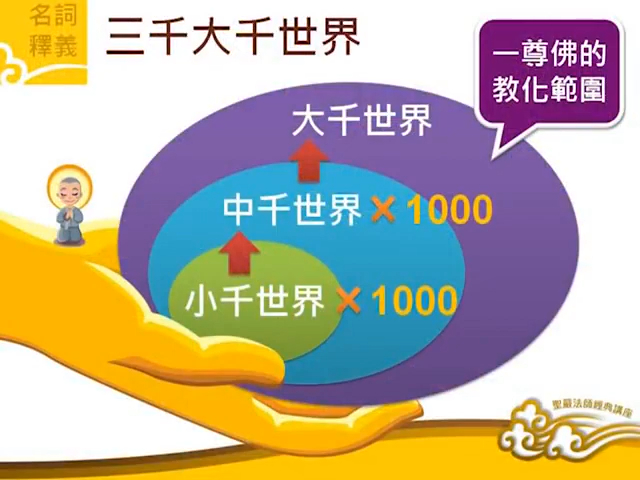 名詞
釋義
三千大千世界
一尊佛的
教化範圍
大千世界
中千世界 × 1000
小千世界 × 1000
聖嚴法師經典講座